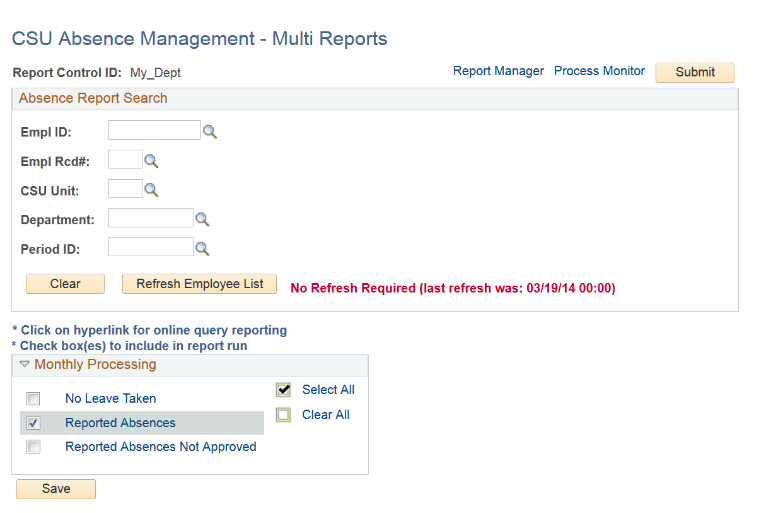 CSU Absence Management - Multi Reports
Report Control ID: My_Dept Report Manager Process Monitor Submit
Absence Report Search
Empl ID:
Empl Rcd#:
CSU Unit:
Department:
Period ID:
Clear Refresh Employee List No Refresh Required (last refresh was: 03/19/14 00:00)
* Click on hyperlink for online query reporting
* Check box(es) to include in report run
Monthly Processing
No Leave Taken Select All
Reported Absences Clear All
Reported Absences Not Approved
Save